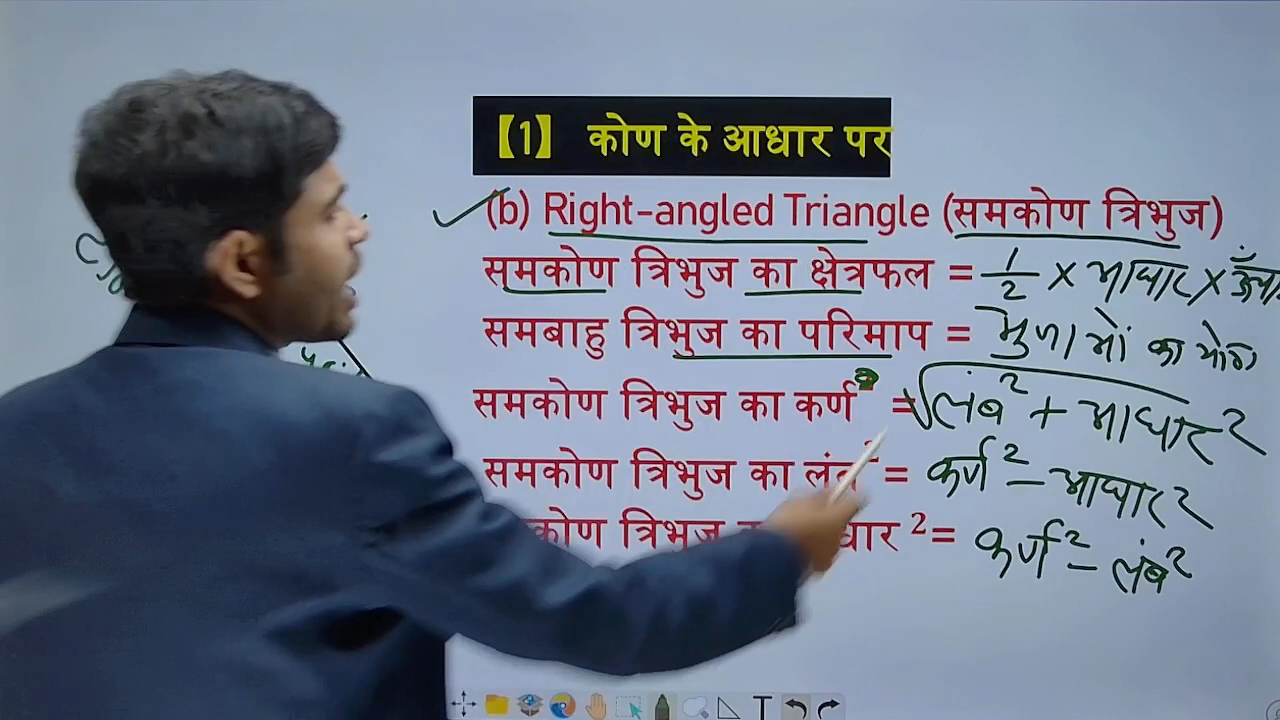 【1】 कोण के आधार पर
(b) Right-angled Triangle (समकोण त्रिभुज)
समकोण त्रिभुज का क्षेत्रफल = 1/2 × आधार × ऊँचा
समबाहु त्रिभुज का परिमाप = भुजाओं का योग
समकोण त्रिभुज का कर्ण = √लंब² + आधार²
समकोण त्रिभुज का लंब² = कर्ण² - आधार²
कोण त्रिभुज धार ² = कर्ण² - लंब²
T